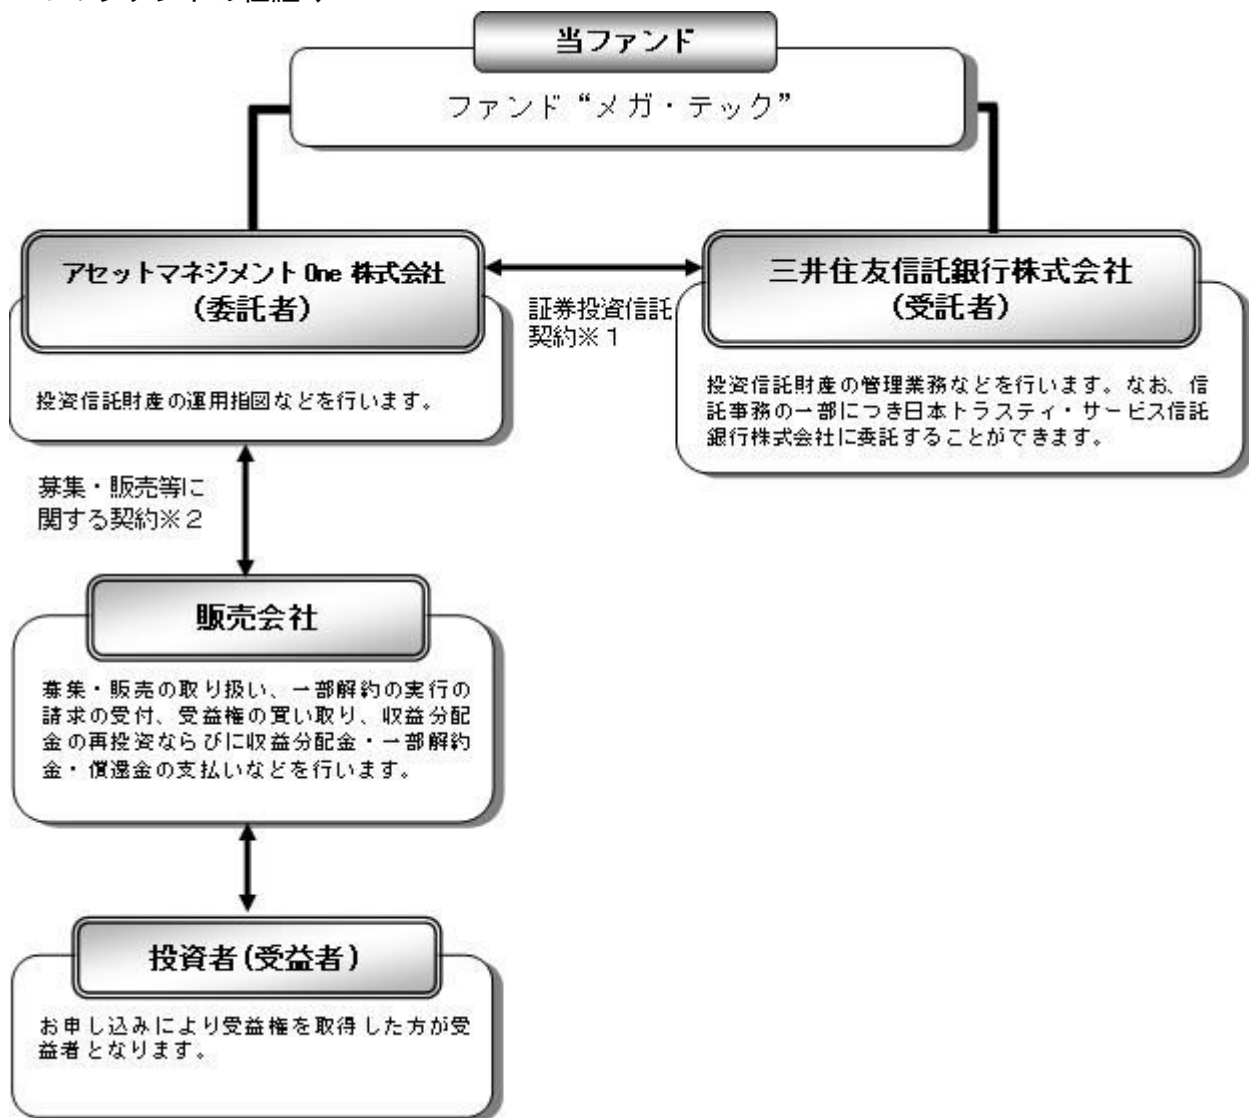 当ファンド
ファンド“メガ・テック”
アセットマネジメントOne 株式会社
(委託者)
証券投資信託
契約※１
三井住友信託銀行株式会社
(受託者)
投資信託財産の運用指図などを行います。
投資信託財産の管理業務などを行います。なお、信
託事務の一部につき日本トラスティ・サービス信託
銀行株式会社に委託することができます。
募集・販売等に
関する契約※２
販売会社
募集・販売の取り扱い、一部解約の実行の
請求の受付、受益権の買い取り、収益分配
金の再投資ならびに収益分配金・一部解約
金・償還金の支払いなどを行います。
投資者(受益者)
お申し込みにより受益権を取得した方が受
益者となります。